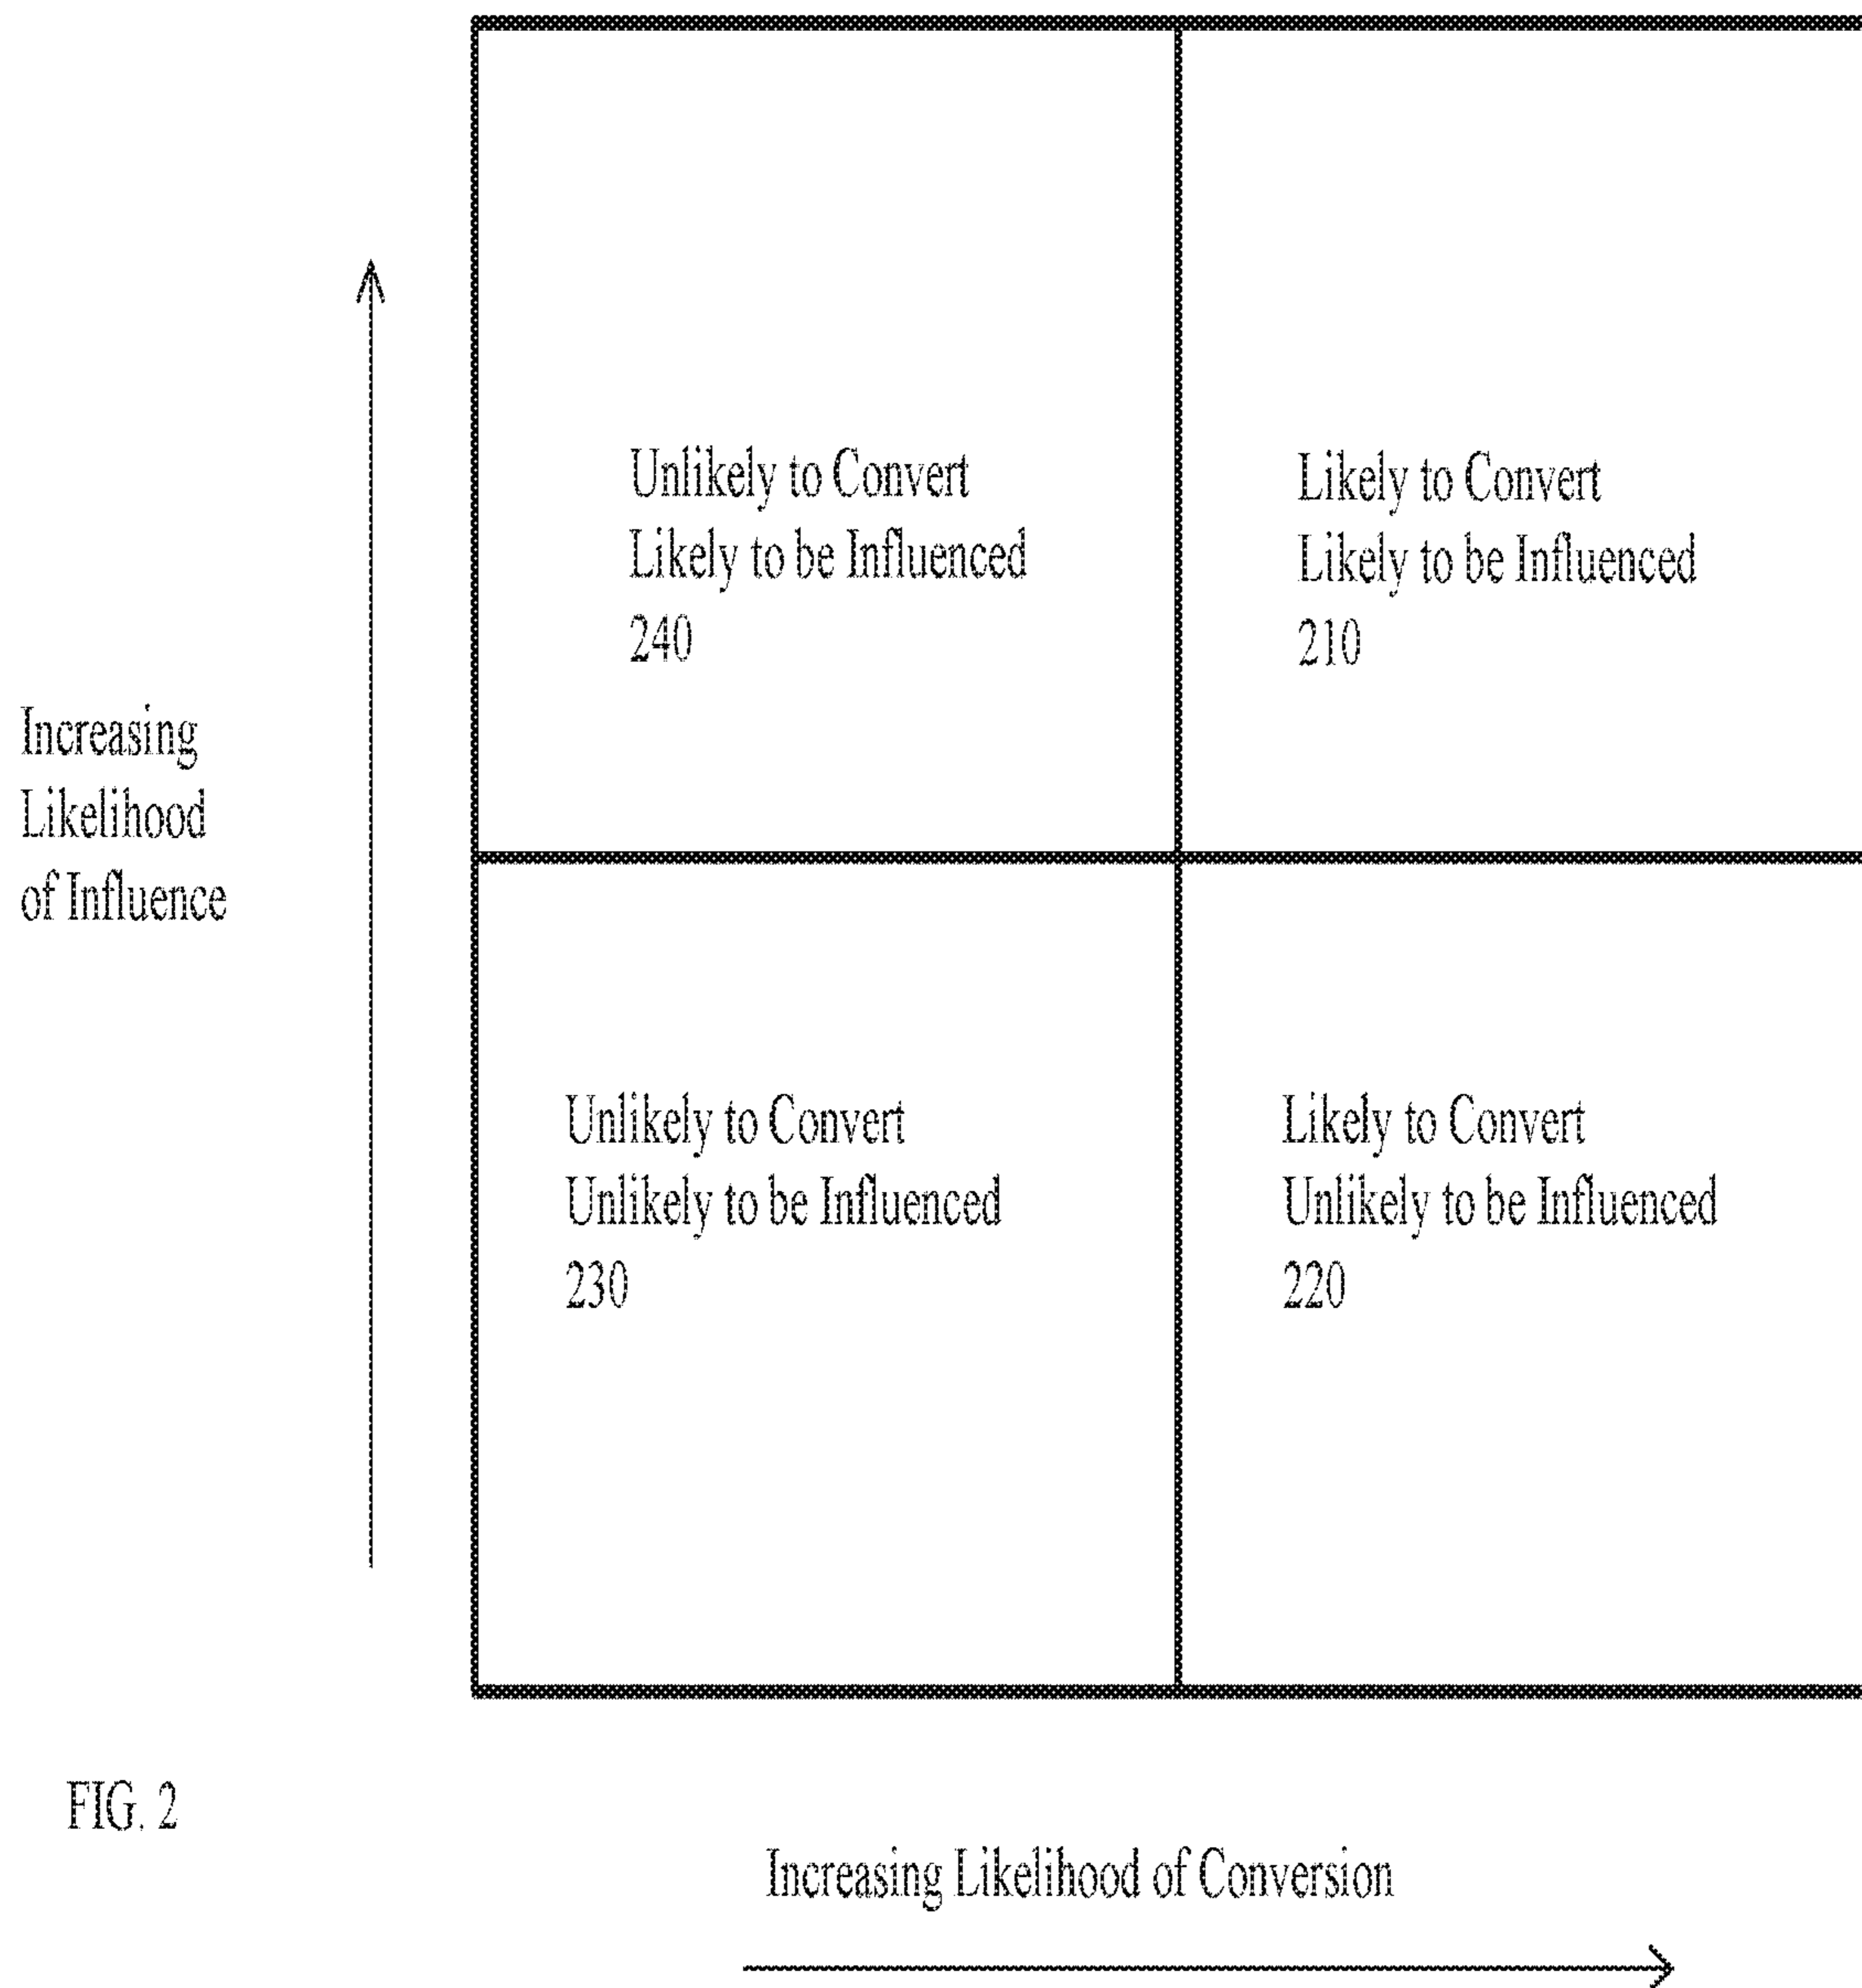 Unlikely to Convert
Likely to be Influenced
240
Likely to Convert
Likely to be Influenced
210
Increasing
Likelihood
of Influence
Unlikely to Convert
Unlikely to be Influenced
230
Likely to Convert
Unlikely to be Influenced
220
FIG. 2
Increasing Likelihood of Conversion